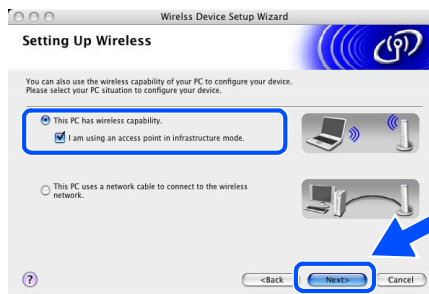 Wirelss Device Setup Wizard
Setting Up Wireless
You can also use the wireless capability of your PC to configure your device.
Please select your PC situation to configure your device.
This PC has wireless capability.
I am using an access point in infrastructure mode.
This PC uses a network cable to connect to the wireless
network.
?
<Back Next> Cancel